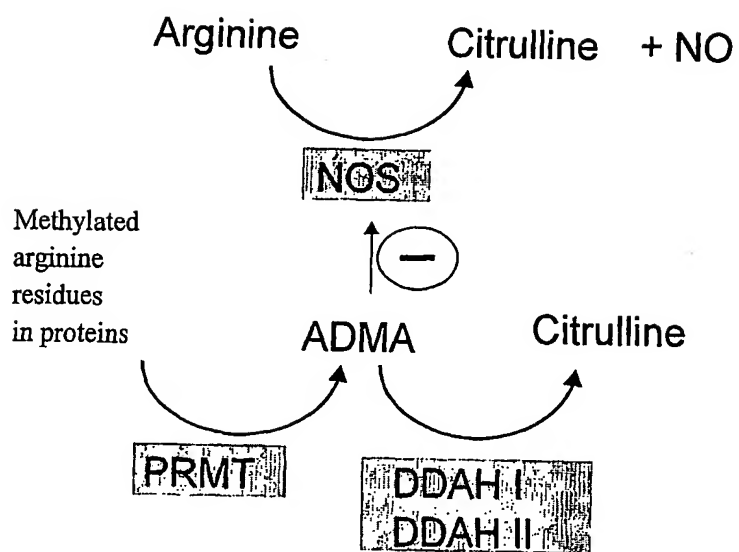 Arginine Citrulline + NO
NOS
Methylated
arginine
residues
in proteins
−
ADMA Citrulline
PRMT
DDAH I
DDAH II